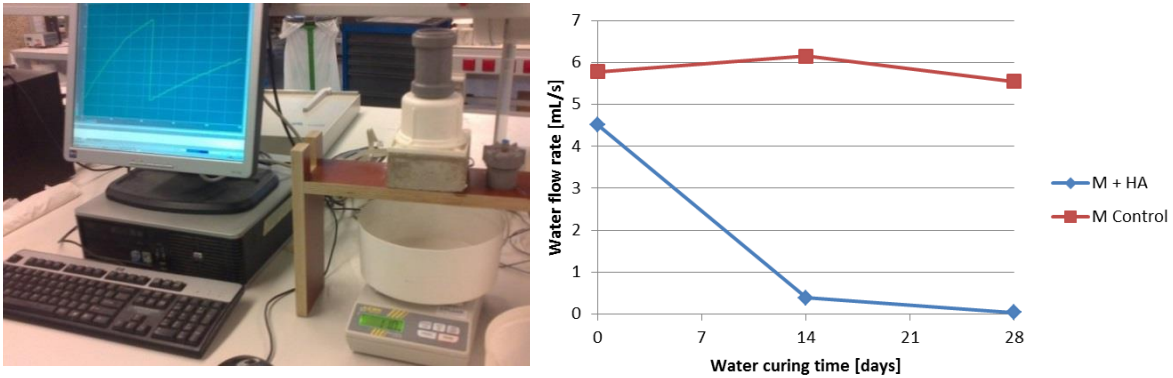 7
6
5
4
3
2
1
0
Water flow rate [mL/s]
0 7 14 21 28
Water curing time [days]
M + HA
M Control